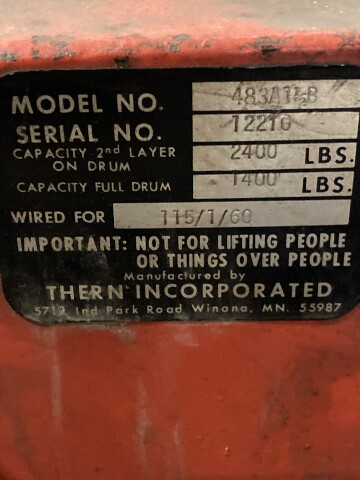 MODEL NO. 483A1½B
SERIAL NO. 12210
CAPACITY 2nd LAYER
ON DRUM 2400 LBS.
CAPACITY FULL DRUM 1400 LBS.
WIRED FOR 115/1/60
IMPORTANT: NOT FOR LIFTING PEOPLE
OR THINGS OVER PEOPLE
Manufactured by
THERN INCORPORATED
5712 Ind Park Road Winona, MN. 55987